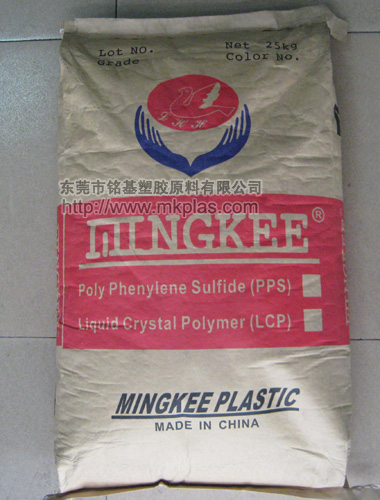 Lot NO. Net 25kg
Grade Color No.
J H H
东莞市铭基塑胶原料有限公司
http://www.mkplas.com
MINGKEE®
Poly Phenylene Sulfide (PPS)
Liquid Crystal Polymer (LCP)
MINGKEE PLASTIC
MADE IN CHINA